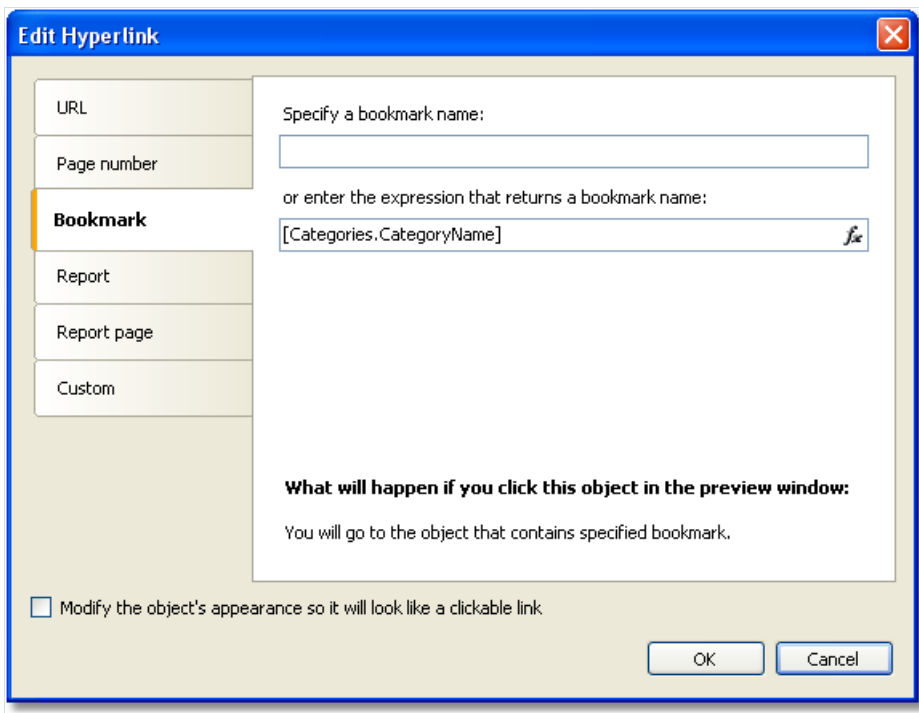 Edit Hyperlink
URL
Page number
Bookmark
Report
Report page
Custom
Specify a bookmark name:
or enter the expression that returns a bookmark name:
[Categories.CategoryName]
fx
What will happen if you click this object in the preview window:
You will go to the object that contains specified bookmark.
Modify the object's appearance so it will look like a clickable link
OK
Cancel